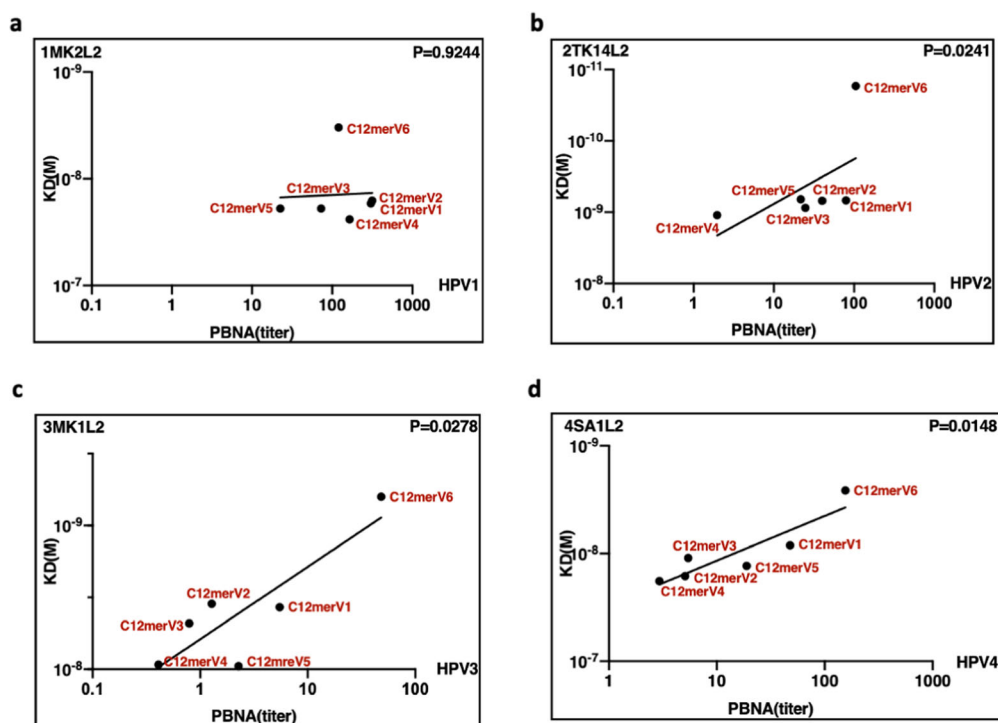 a
1MK2L2 P=0.9244
10-9
C12merV6
KD(M)
10-8
C12merV3
C12merV2
C12merV5
C12merV1
C12merV4
10-7
HPV1
0.1 1 10 100 1000
PBNA(titer)
b
2TK14L2 P=0.0241
10-11
C12merV6
10-10
KD(M)
C12merV5 C12merV2
10-9
C12merV1
C12merV3
C12merV4
10-8
HPV2
0.1 1 10 100 1000
PBNA(titer)
c
3MK1L2 P=0.0278
C12merV6
10-9
KD(M)
C12merV2
C12merV1
C12merV3
C12merV4 C12mreV5
10-8
HPV3
0.1 1 10 100
PBNA(titer)
d
4SA1L2 P=0.0148
10-9
C12merV6
C12merV3 C12merV1
10-8
KD(M)
C12merV5
C12merV2
C12merV4
10-7
HPV4
1 10 100 1000
PBNA(titer)